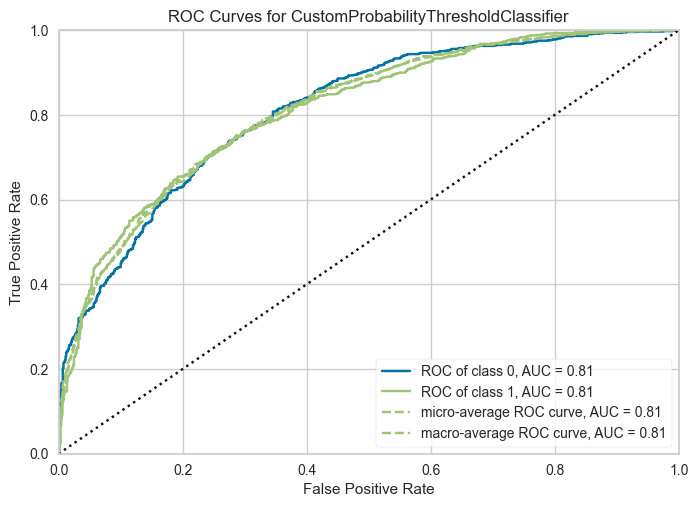 ROC Curves for CustomProbabilityThresholdClassifier
True Positive Rate
1.0
0.8
0.6
0.4
0.2
0.0
ROC of class 0, AUC = 0.81
ROC of class 1, AUC = 0.81
micro-average ROC curve, AUC = 0.81
macro-average ROC curve, AUC = 0.81
0.0 0.2 0.4 0.6 0.8 1.0
False Positive Rate